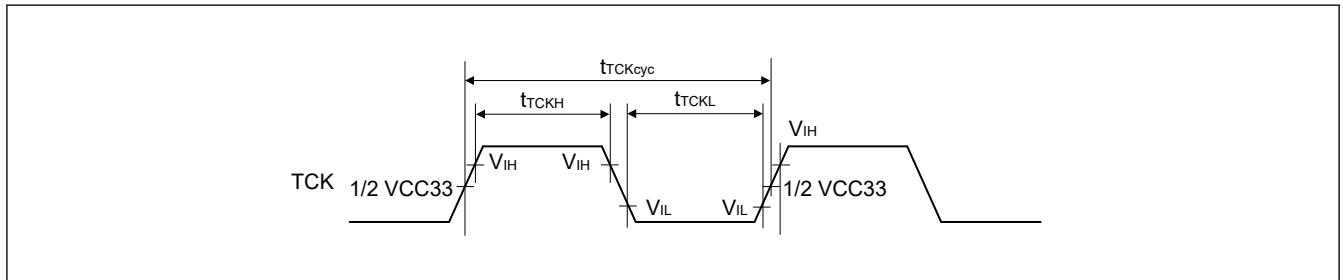 tTCKcyc
tTCKH
tTCKL
VIH
VIH
VIH
TCK
1/2 VCC33
1/2 VCC33
VIL
VIL